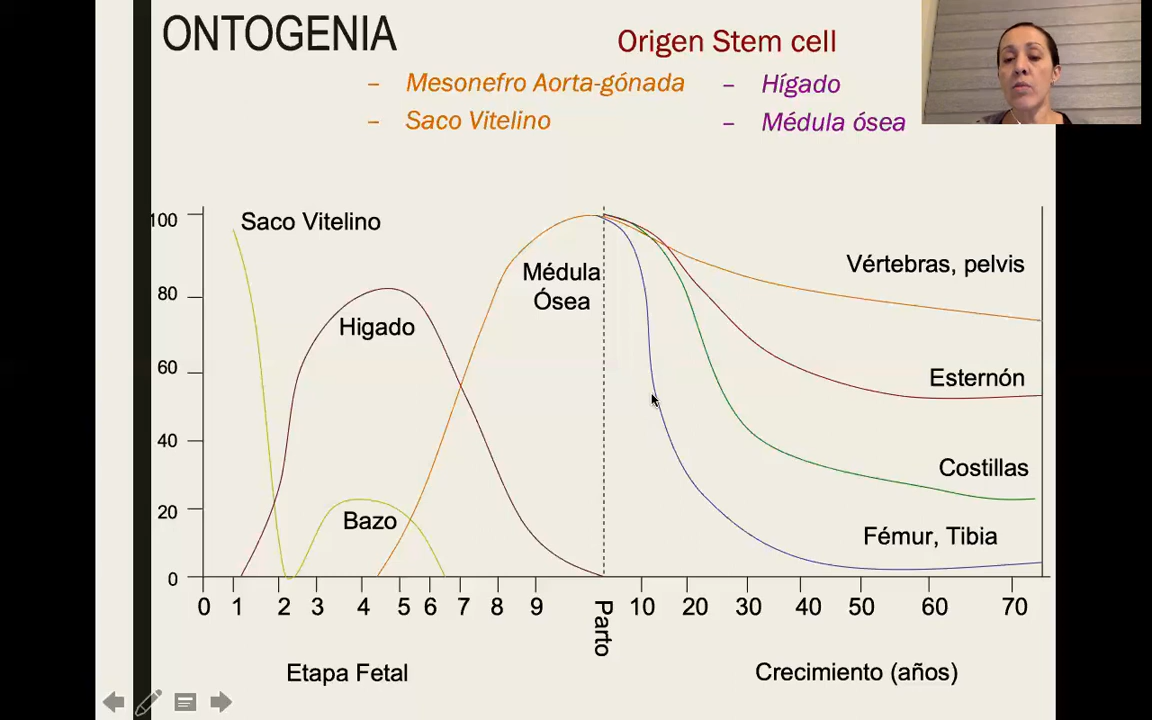 ONTOGENIA
Origen Stem cell
– Mesonefro Aorta-gónada
– Saco Vitelino
– Hígado
– Médula ósea
100
80
60
40
20
0
Saco Vitelino
Higado
Bazo
Médula
Ósea
Vértebras, pelvis
Esternón
Costillas
Fémur, Tibia
0 1 2 3 4 5 6 7 8 9 Parto 10 20 30 40 50 60 70
Etapa Fetal
Crecimiento (años)